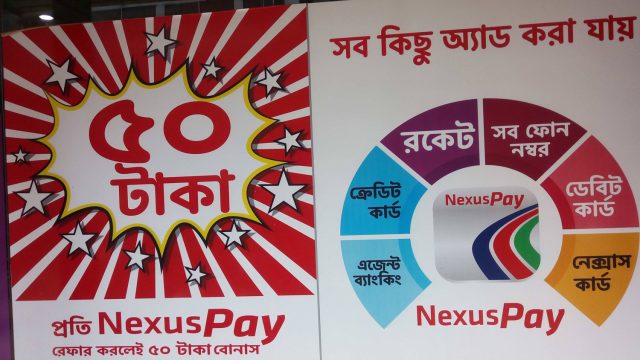 ৫০
টাকা
প্রতি NexusPay
রেফার করলেই ৫০ টাকা বোনাস
সব কিছু অ্যাড করা যায়
রকেট
সব ফোন
নম্বর
ক্রেডিট
কার্ড
ডেবিট
কার্ড
এজেন্ট
ব্যাংকিং
নেক্সাস
কার্ড
NexusPay
NexusPay